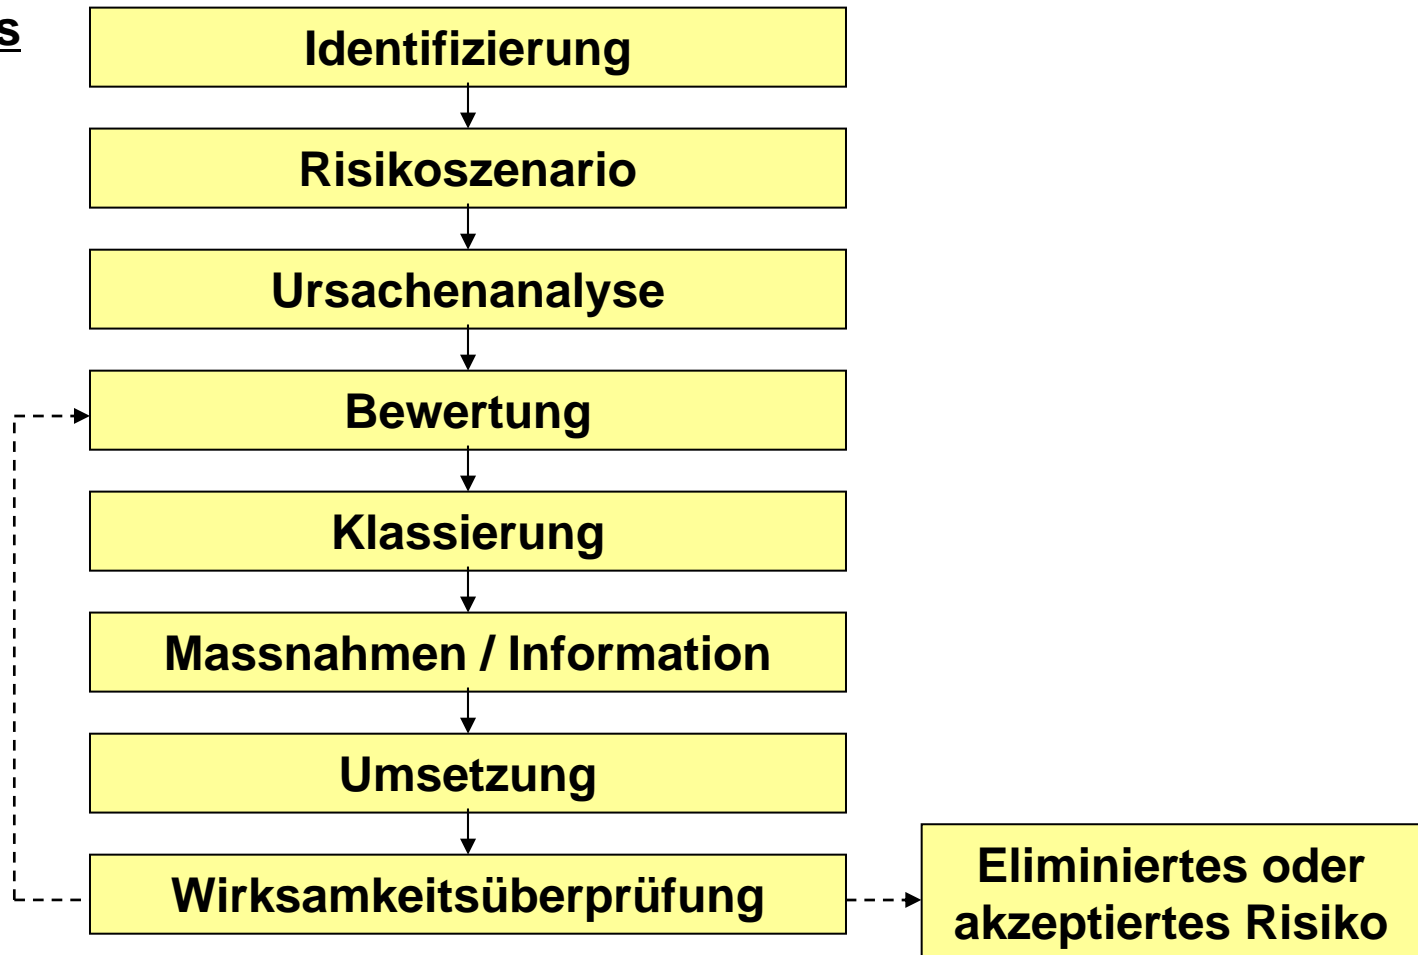 s
Identifizierung
Risikoszenario
Ursachenanalyse
Bewertung
Klassierung
Massnahmen / Information
Umsetzung
Wirksamkeitsüberprüfung
Eliminiertes oder
akzeptiertes Risiko